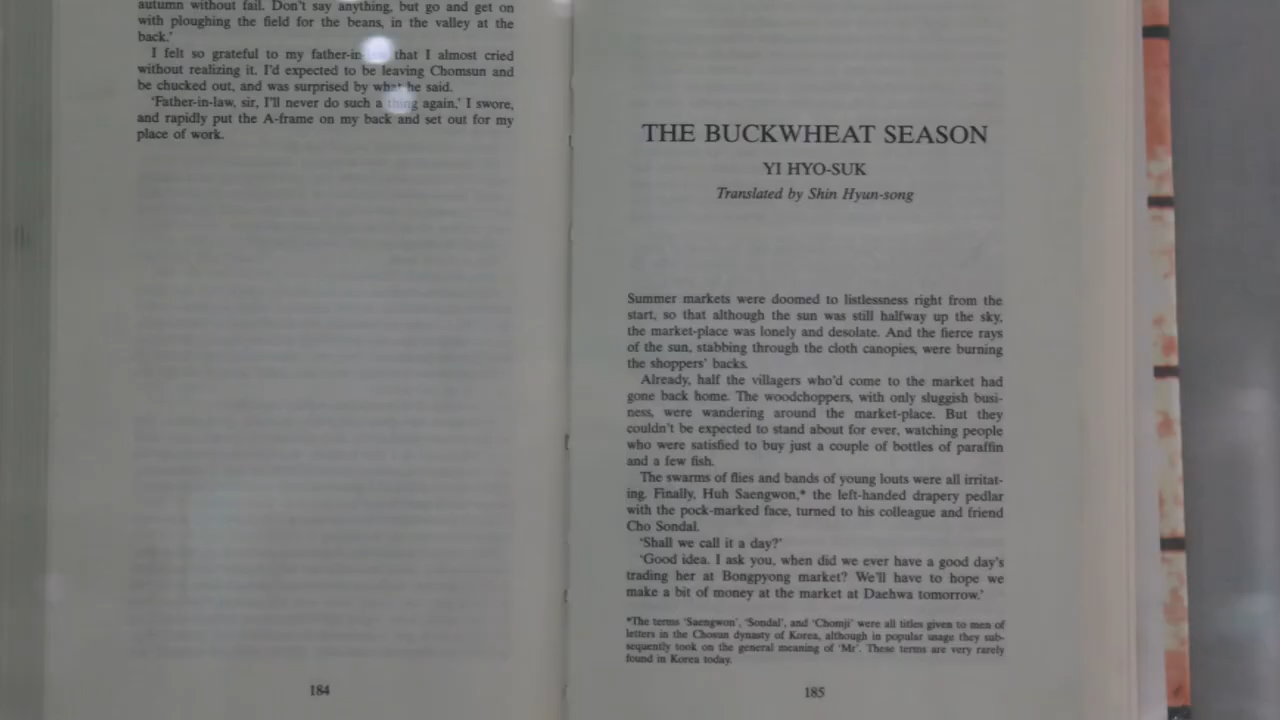 autumn without fail. Don't say anything, but go and get on
with ploughing the field for the beans, in the valley at the
back.'
I felt so grateful to my father-in that I almost cried
without realizing it. I'd expected to be leaving Chomsun and
be chucked out, and was surprised by what he said.
'Father-in-law, sir, I'll never do such a thing again,' I swore,
and rapidly put the A-frame on my back and set out for my
place of work.
184
THE BUCKWHEAT SEASON
YI HYO-SUK
Translated by Shin Hyun-song
Summer markets were doomed to listlessness right from the
start, so that although the sun was still halfway up the sky,
the market-place was lonely and desolate. And the fierce rays
of the sun, stabbing through the cloth canopies, were burning
the shoppers' backs.
Already, half the villagers who'd come to the market had
gone back home. The woodchoppers, with only sluggish busi-
ness, were wandering around the market-place. But they
couldn't be expected to stand about for ever, watching people
who were satisfied to buy just a couple of bottles of paraffin
and a few fish.
The swarms of flies and bands of young louts were all irritat-
ing. Finally, Huh Saengwon,* the left-handed drapery pedlar
with the pock-marked face, turned to his colleague and friend
Cho Sondal.
'Shall we call it a day?'
'Good idea. I ask you, when did we ever have a good day's
trading her at Bongpyong market? We'll have to hope we
make a bit of money at the market at Daehwa tomorrow.'
*The terms 'Saengwon', 'Sondal', and 'Chomji' were all titles given to men of
letters in the Chosun dynasty of Korea, although in popular usage they sub-
sequently took on the general meaning of 'Mr'. These terms are very rarely
found in Korea today.
185